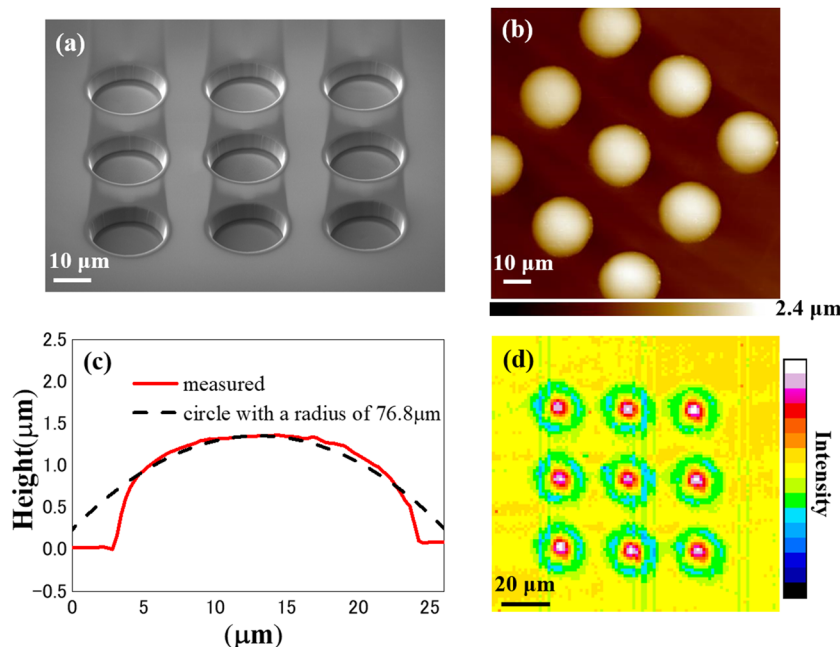 (a)
10 μm
(b)
10 μm
2.4 μm
(c)
measured
circle with a radius of 76.8μm
Height(μm)
2.5
2.0
1.5
1.0
0.5
0.0
−0.5
0
5
10
15
20
25
(μm)
(d)
20 μm
Intensity